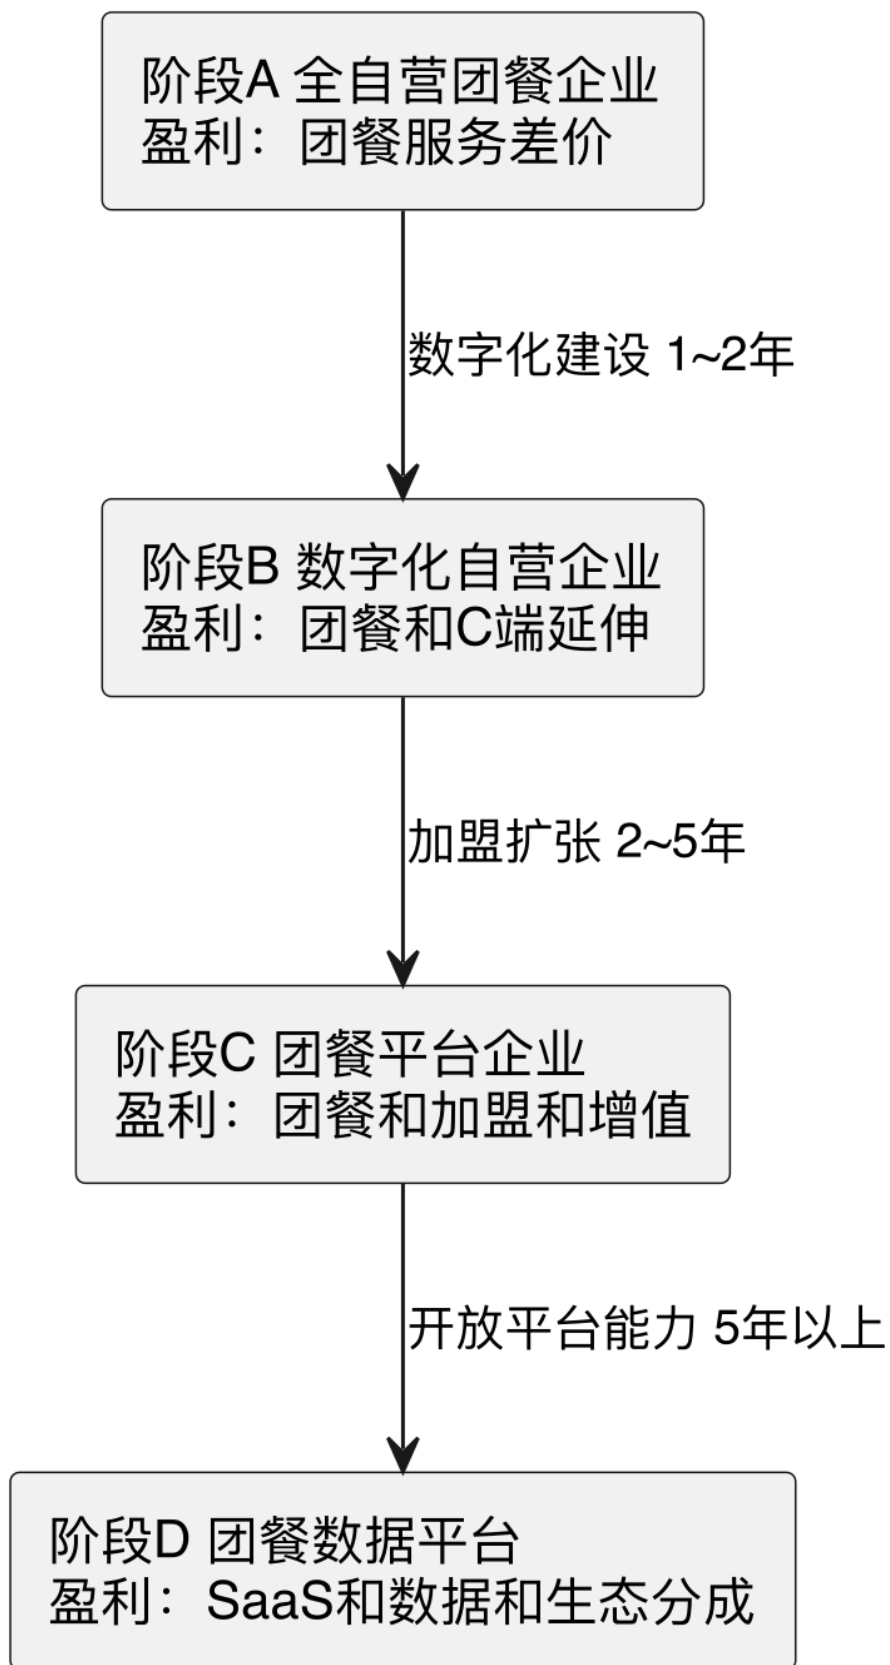 阶段A 全自营团餐企业
盈利：团餐服务差价
数字化建设 1~2年
阶段B 数字化自营企业
盈利：团餐和C端延伸
加盟扩张 2~5年
阶段C 团餐平台企业
盈利：团餐和加盟和增值
开放平台能力 5年以上
阶段D 团餐数据平台
盈利：SaaS和数据和生态分成